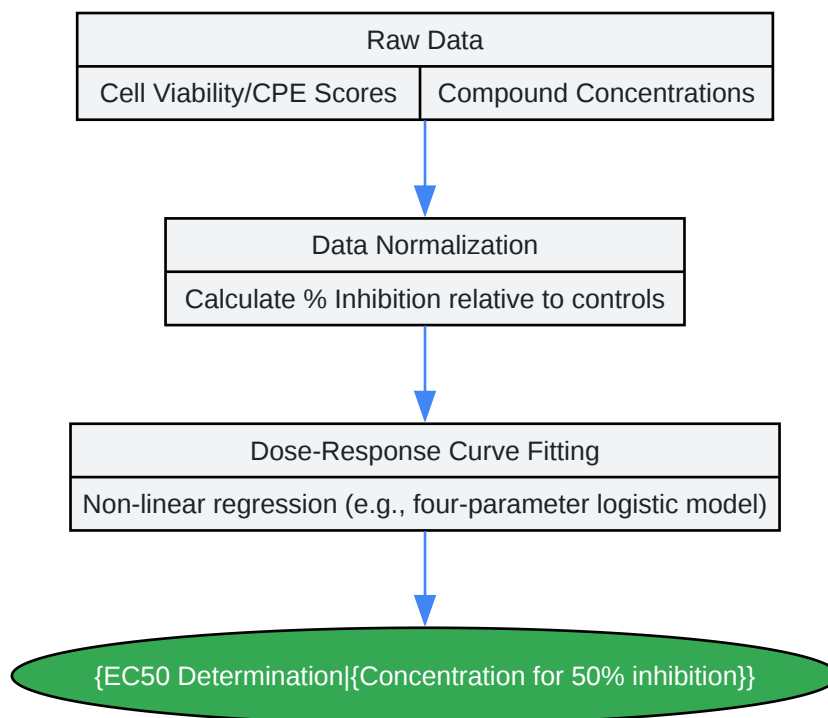 Raw Data
Cell Viability/CPE Scores
Compound Concentrations
Data Normalization
Calculate % Inhibition relative to controls
Dose-Response Curve Fitting
Non-linear regression (e.g., four-parameter logistic model)
{EC50 Determination|{Concentration for 50% inhibition}}